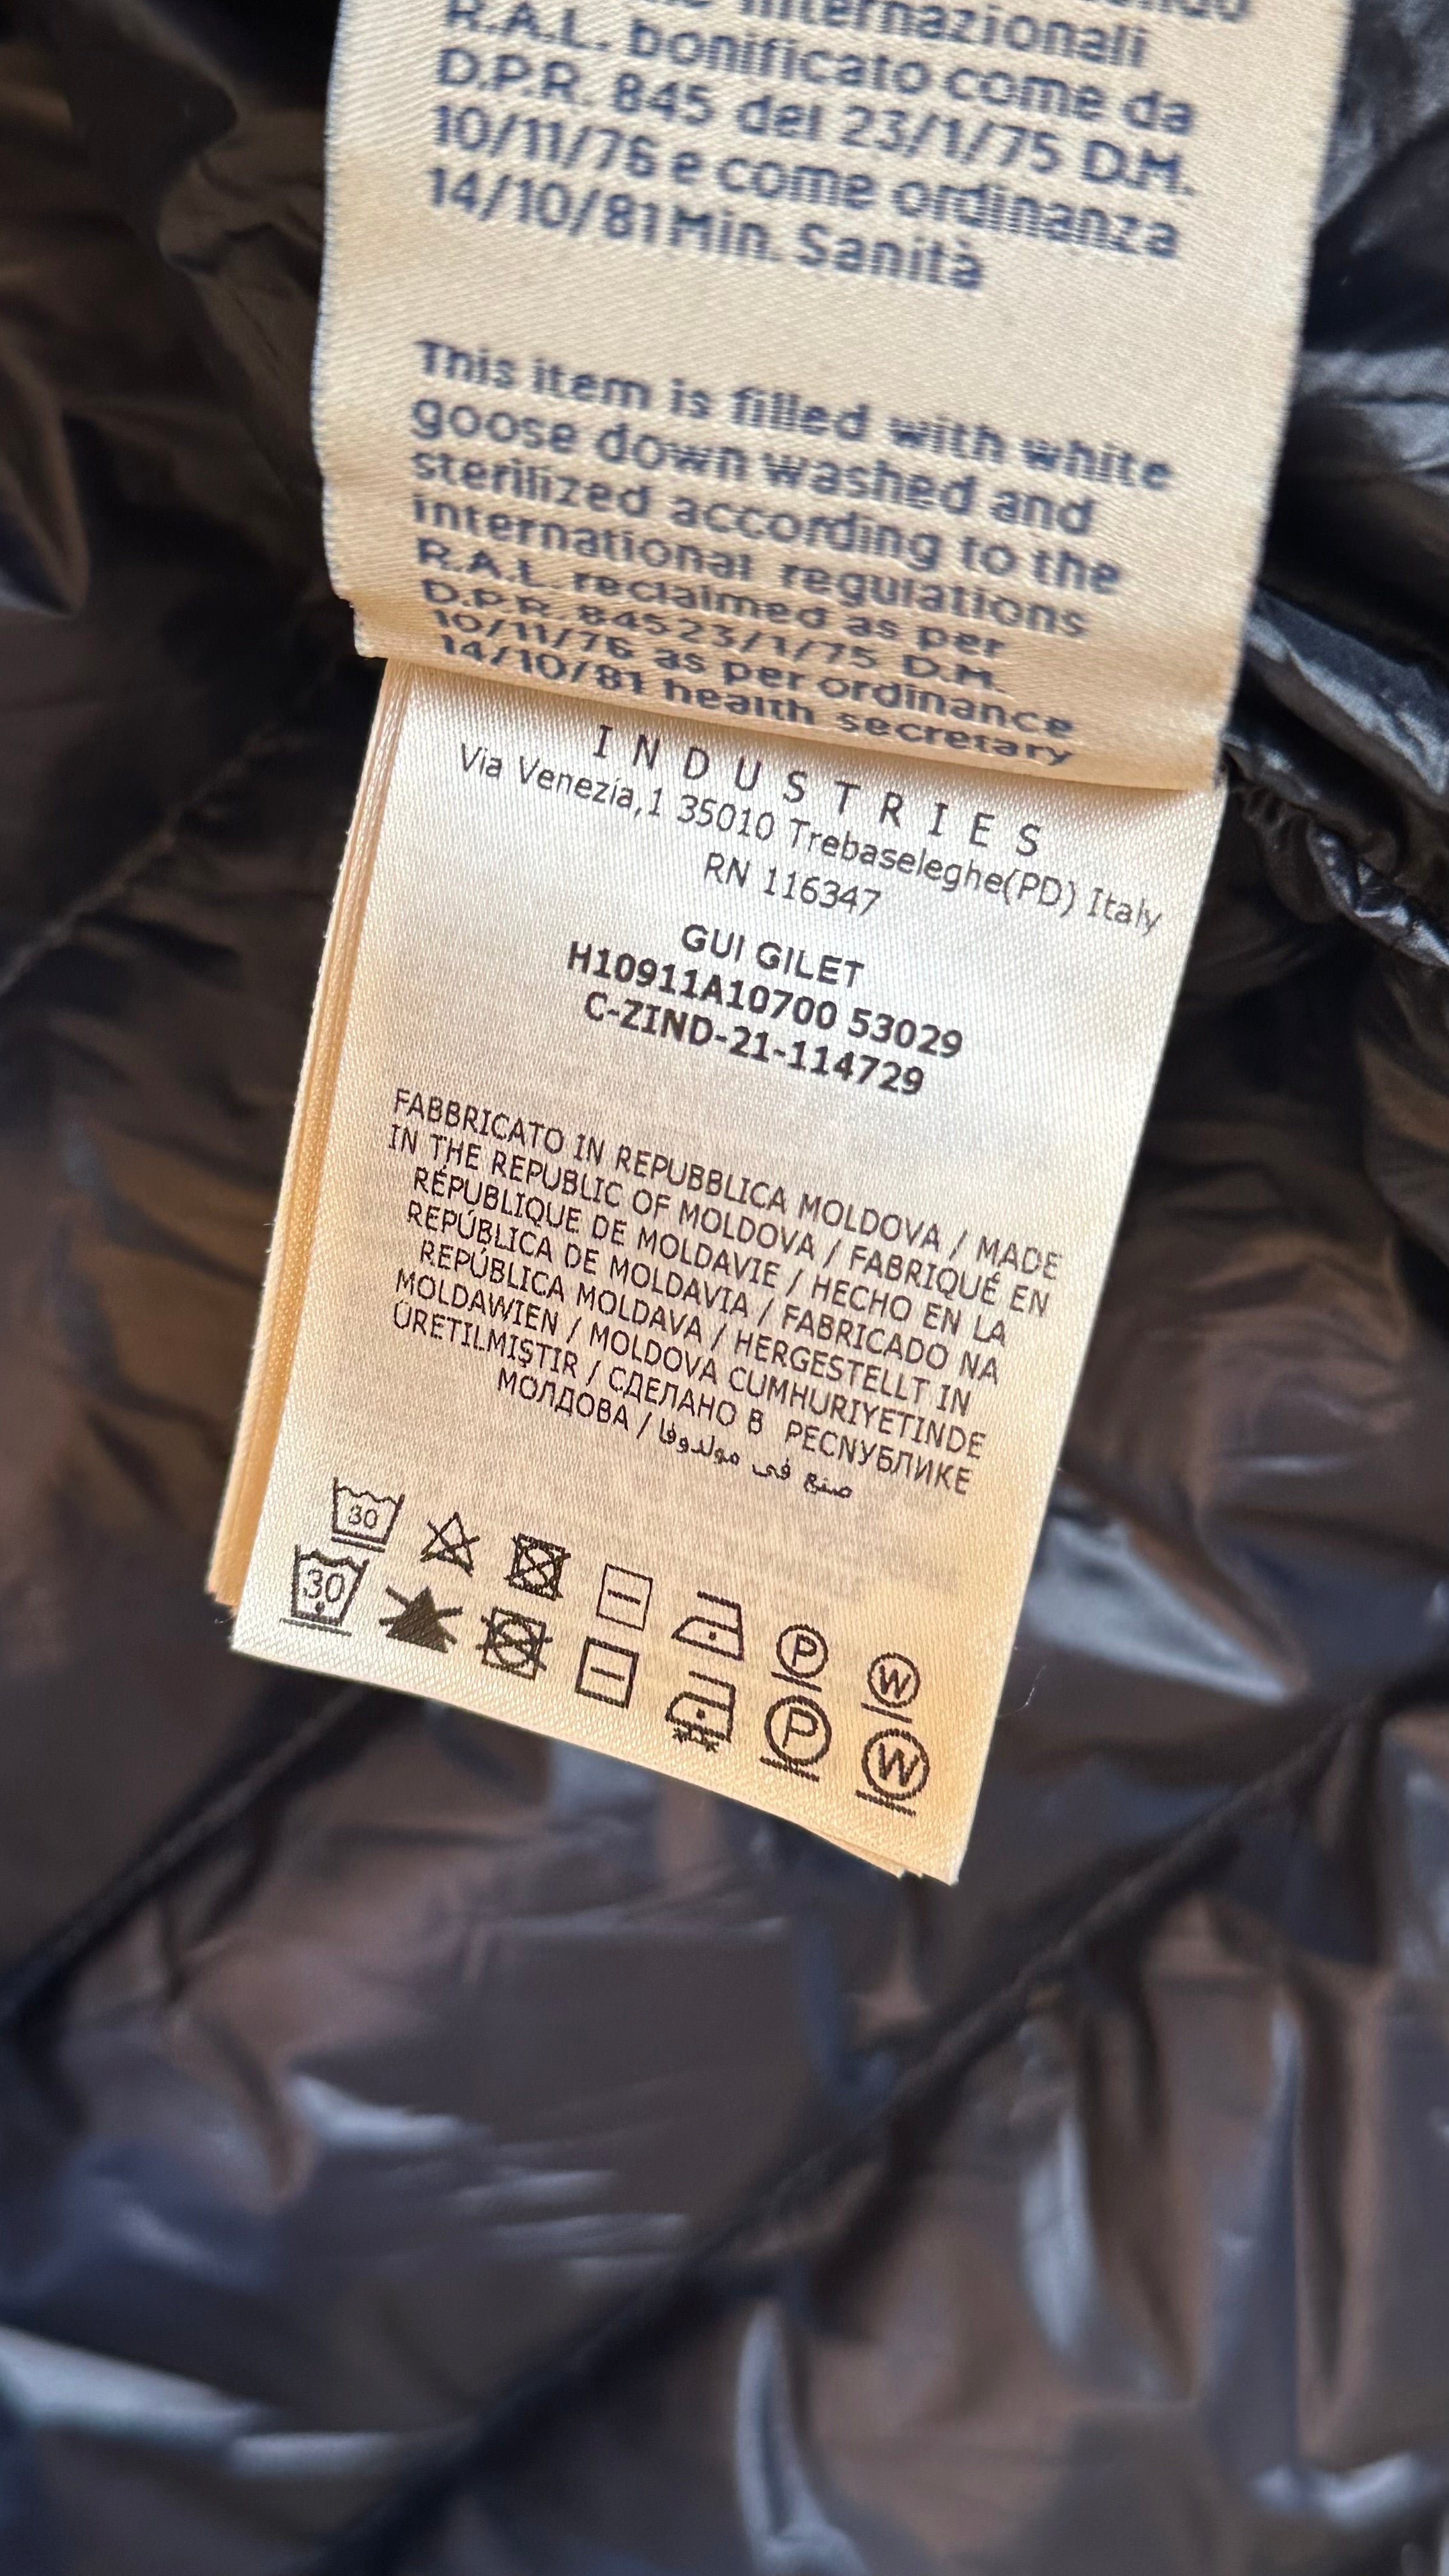 internazionali
R.A.L. bonificato come da
D.P.R. 845 del 23/1/75 D.M.
10/11/76 e come ordinanza
14/10/81 Min. Sanità
This item is filled with white
goose down washed and
sterilized according to the
international regulations
R.A.L. reclaimed as per
D.P.R. 845 23/1/75 D.M.
10/11/76 as per ordinance
14/10/81 health secretary
INDUSTRIES
Via Venezia,1 35010 Trebaseleghe(PD) Italy
RN 116347
GUI GILET
H10911A10700 53029
C-ZIND-21-114729
FABBRICATO IN REPUBBLICA MOLDOVA / MADE
IN THE REPUBLIC OF MOLDOVA / FABRIQUÉ EN
RÉPUBLIQUE DE MOLDAVIE / HECHO EN LA
REPÚBLICA DE MOLDAVIA / FABRICADO NA
REPÚBLICA MOLDAVA / HERGESTELLT IN
MOLDAWIEN / MOLDOVA CUMHURIYETINDE
ÜRETILMIŞTIR / СДЕЛАНО В РЕСNУБЛИКЕ
МОЛДОВА / صنع في مولدوفا
30 P W
30 P W